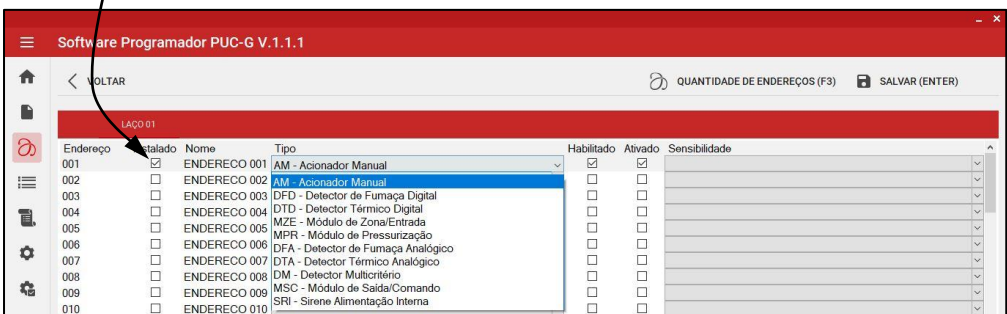 Software Programador PUC-G V.1.1.1
VOLTAR
QUANTIDADE DE ENDEREÇOS (F3)
SALVAR (ENTER)
LAÇO 01
Endereço stalado Nome Tipo Habilitado Ativado Sensibilidade
001 ENDERECO 001 AM - Acionador Manual
002 ENDERECO 002 AM - Acionador Manual
003 ENDERECO 003 DFD - Detector de Fumaça Digital
004 ENDERECO 004 DTD - Detector Térmico Digital
MZE - Módulo de Zona/Entrada
005 ENDERECO 005 MPR - Módulo de Pressurização
006 ENDERECO 006 DFA - Detector de Fumaça Analógico
007 ENDERECO 007 DTA - Detector Térmico Analógico
008 ENDERECO 008 DM - Detector Multicritério
009 ENDERECO 009 MSC - Módulo de Saída/Comando
SRI - Sirene Alimentação Interna
010 ENDERECO 010